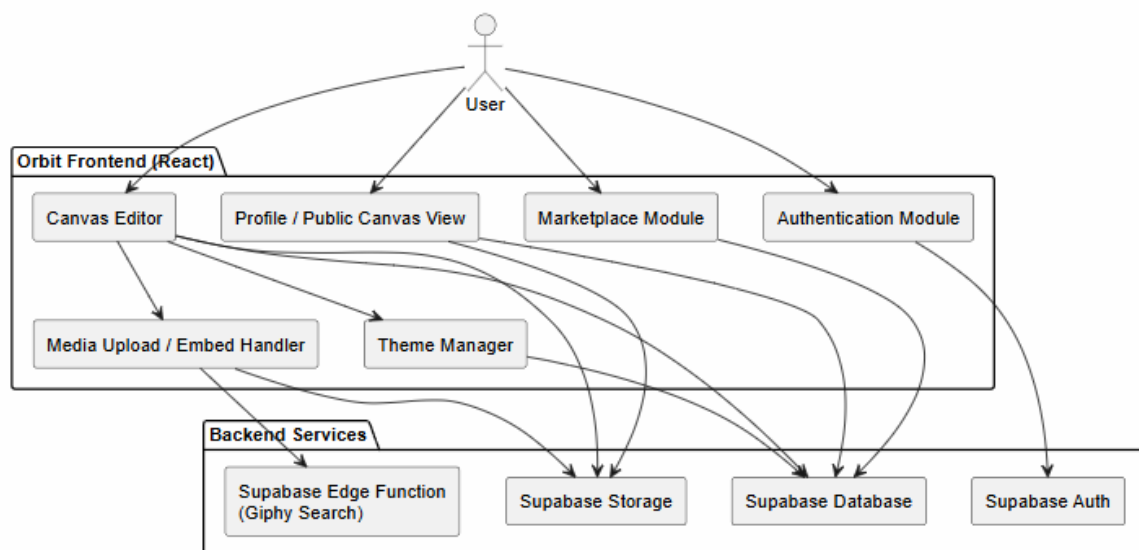 User
Orbit Frontend (React)
Canvas Editor
Profile / Public Canvas View
Marketplace Module
Authentication Module
Media Upload / Embed Handler
Theme Manager
Backend Services
Supabase Edge Function
(Giphy Search)
Supabase Storage
Supabase Database
Supabase Auth